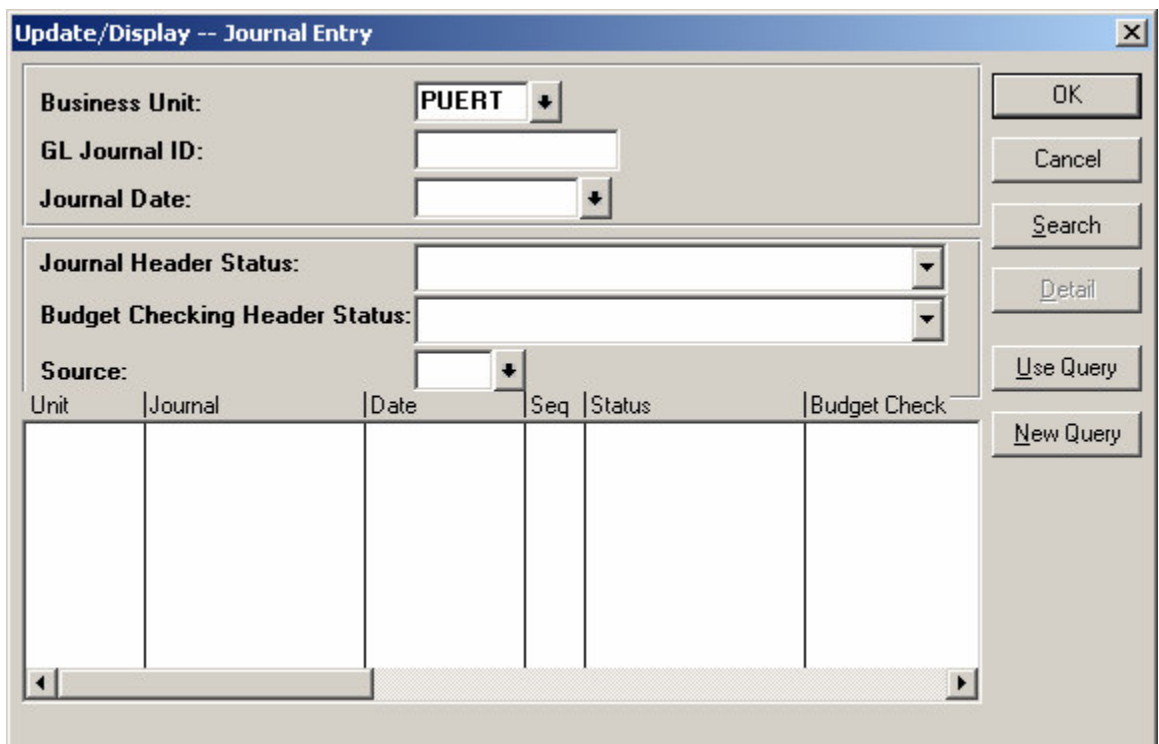 Update/Display -- Journal Entry
Business Unit: PUERT
OK
GL Journal ID:
Cancel
Journal Date:
Search
Journal Header Status:
Detail
Budget Checking Header Status:
Source:
Use Query
Unit Journal Date Seq Status Budget Check
New Query